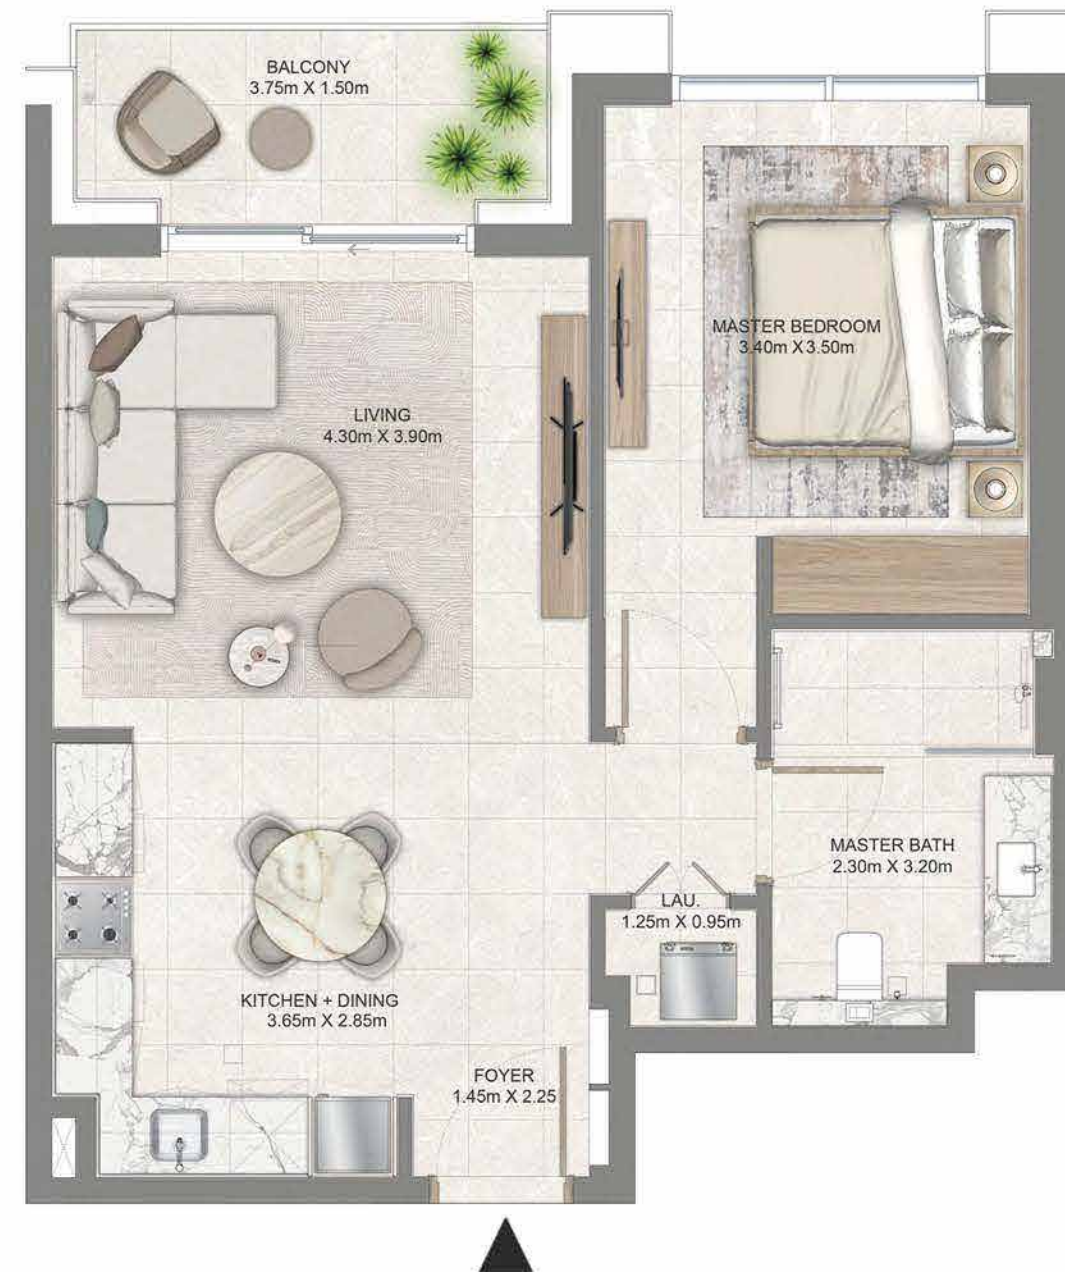 BALCONY
3.75m X 1.50m
MASTER BEDROOM
3.40m X 3.50m
LIVING
4.30m X 3.90m
MASTER BATH
2.30m X 3.20m
LAU.
1.25m X 0.95m
KITCHEN + DINING
3.65m X 2.85m
FOYER
1.45m X 2.25